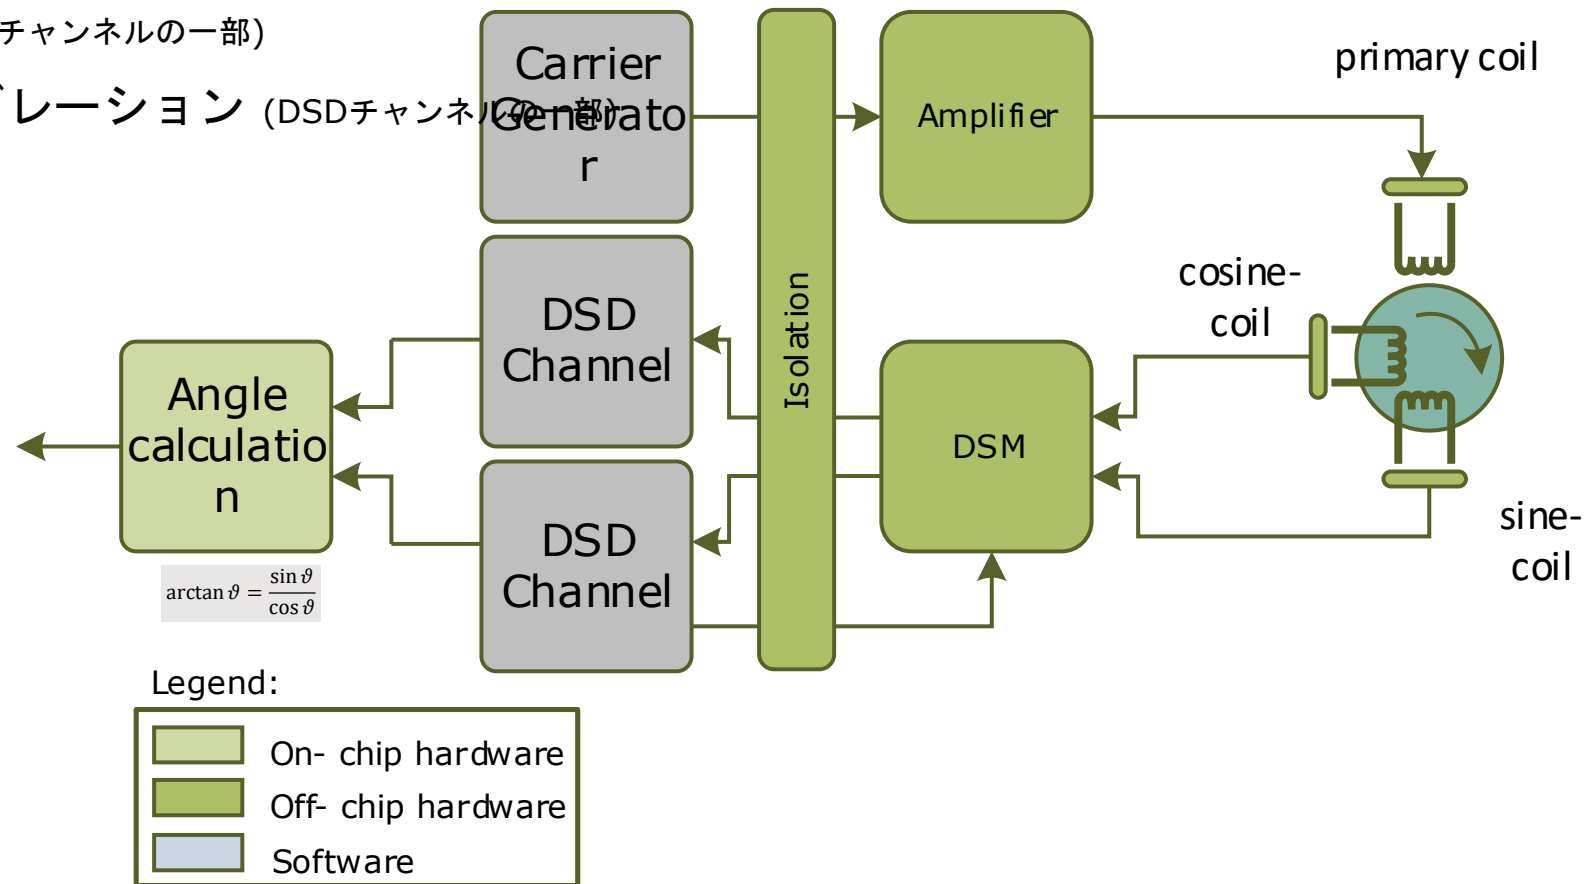 チャンネルの一部)
ブレーション (DSDチャンネルの一部)
Carrier
Generato
r
Amplifier
primary coil
cosine-
coil
DSD
Channel
Isolation
Angle
calculatio
n
DSM
DSD
Channel
sine-
coil
arctan ϑ = sin ϑ / cos ϑ
Legend:
On- chip hardware
Off- chip hardware
Software